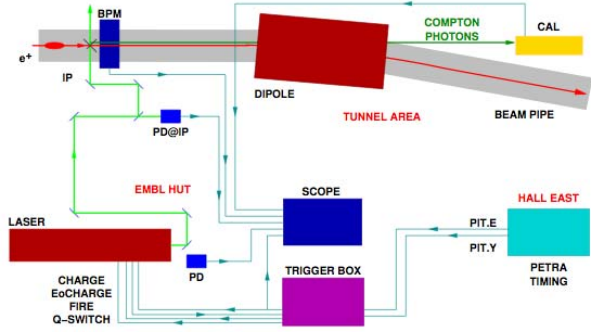 BPM
COMPTON
PHOTONS
CAL
e+
IP
DIPOLE
TUNNEL AREA
BEAM PIPE
PD@IP
EMBL HUT
SCOPE
HALL EAST
LASER
PIT.E
PIT.Y
PD
TRIGGER BOX
PETRA
TIMING
CHARGE
EoCHARGE
FIRE
Q-SWITCH